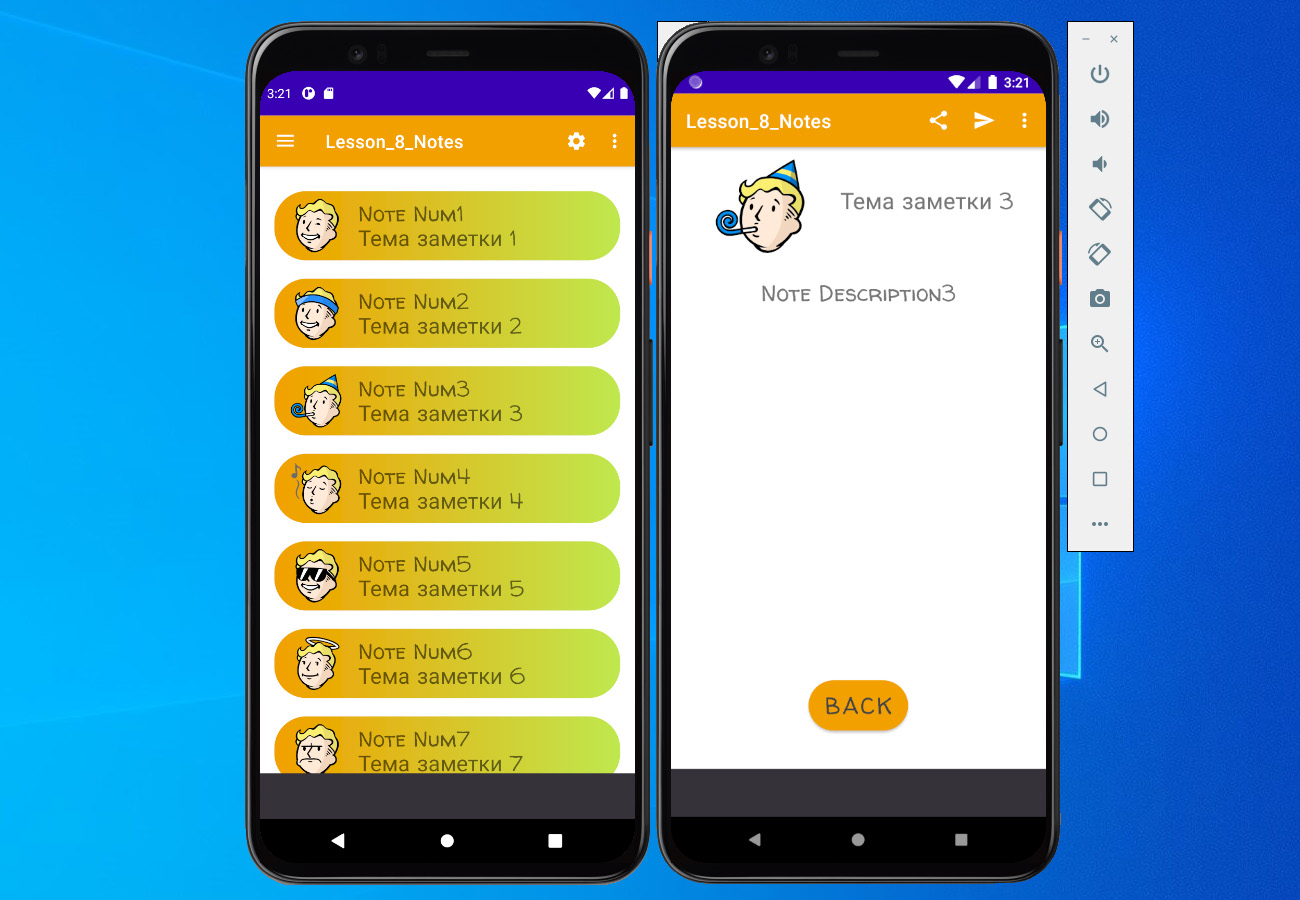 3:21
Lesson_8_Notes
Note Num1
Тема заметки 1
Note Num2
Тема заметки 2
Note Num3
Тема заметки 3
Note Num4
Тема заметки 4
Note Num5
Тема заметки 5
Note Num6
Тема заметки 6
Note Num7
Тема заметки 7
3:21
Lesson_8_Notes
Тема заметки 3
Note Description3
BACK